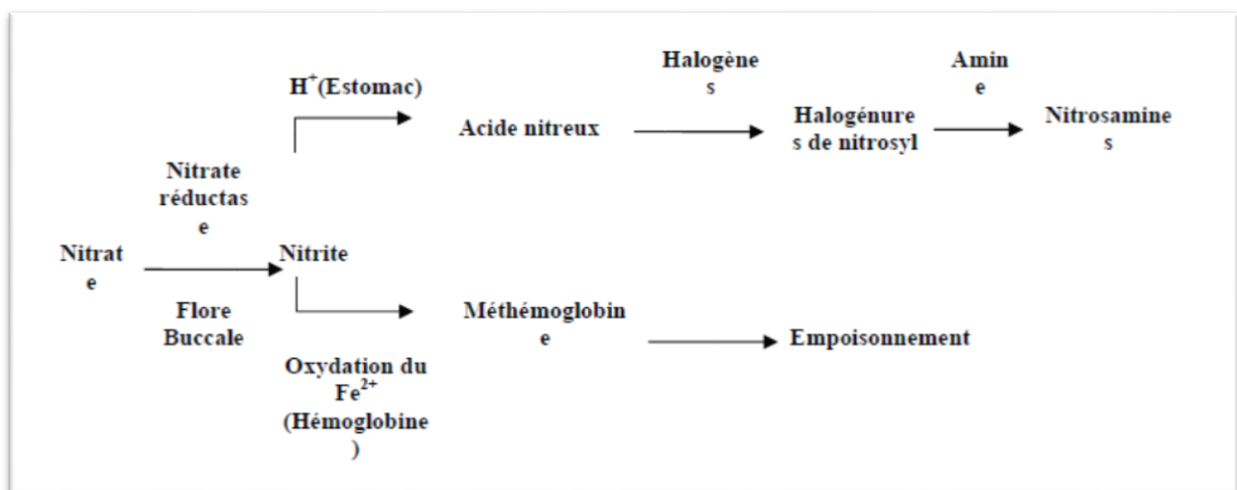 H⁺(Estomac)
Halogène
s
Amin
e
Acide nitreux
Halogénure
s de nitrosyl
Nitrosamine
s
Nitrate
réductas
e
Nitrat
e
Nitrite
Flore
Buccale
Méthémoglobin
e
Empoisonnement
Oxydation du
Fe²⁺
(Hémoglobine
)